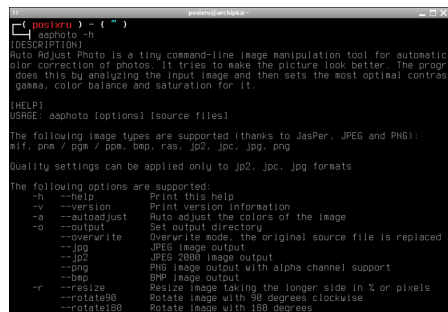 posixru@archipka:~
( posixru ) - ( ~ )
aaphoto -h
[DESCRIPTION]
Auto Adjust Photo is a tiny command-line image manipulation tool for automatic
olor correction of photos. It tries to make the picture look better. The progr
does this by analyzing the input image and then sets the most optimal contras
gamma, color balance and saturation for it.
[HELP]
USAGE: aaphoto [options] [source files]
The following image types are supported (thanks to JasPer, JPEG and PNG):
mif, pnm / pgm / ppm, bmp, ras, jp2, jpc, jpg, png
Quality settings can be applied only to jp2, jpc, jpg formats
The following options are supported:
-h --help Print this help
-v --version Print version information
-a --autoadjust Auto adjust the colors of the image
-o --output Set output directory
--overwrite Overwrite mode, the original source file is replaced
--jpg JPEG image output
--jp2 JPEG 2000 image output
--png PNG image output with alpha channel support
--bmp BMP image output
-r --resize Resize image taking the longer side in % or pixels
--rotate90 Rotate image with 90 degrees clockwise
--rotate180 Rotate image with 180 degrees